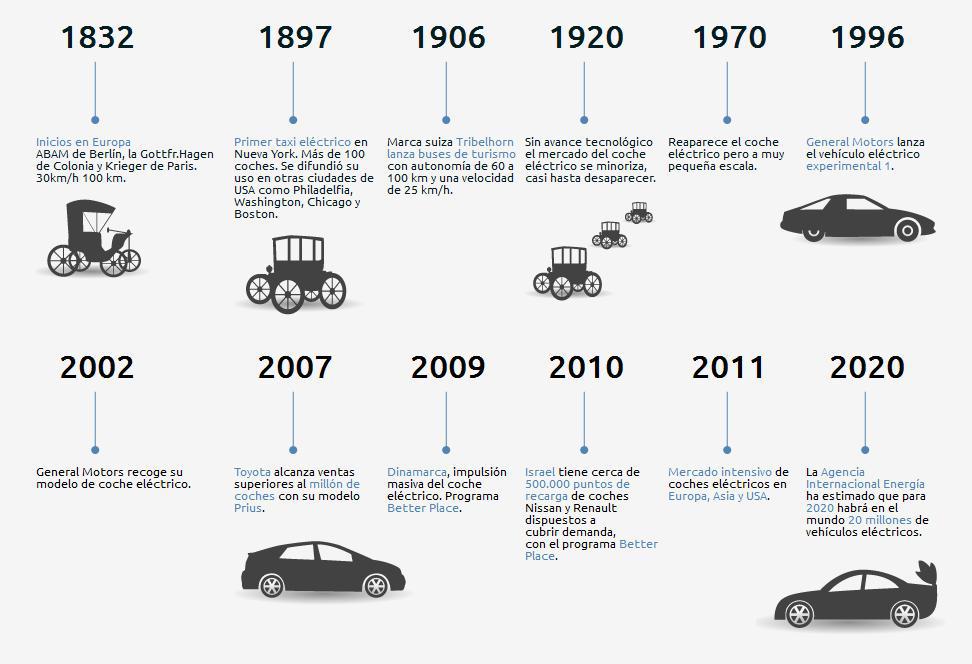 1832
Inicios en Europa
ABAM de Berlín, la Gottfr.Hagen
de Colonia y Krieger de Paris.
30km/h 100 km.
1897
Primer taxi eléctrico en
Nueva York. Más de 100
coches. Se difundió su
uso en otras ciudades de
USA como Philadelfia,
Washington, Chicago y
Boston.
1906
Marca suiza Tribelhorn
lanza buses de turismo
con autonomía de 60 a
100 km y una velocidad
de 25 km/h.
1920
Sin avance tecnológico
el mercado del coche
eléctrico se minoriza,
casi hasta desaparecer.
1970
Reaparece el coche
eléctrico pero a muy
pequeña escala.
1996
General Motors lanza
el vehículo eléctrico
experimental 1.
2002
General Motors recoge su
modelo de coche eléctrico.
2007
Toyota alcanza ventas
superiores al millón de
coches con su modelo
Prius.
2009
Dinamarca, impulsión
masiva del coche
eléctrico. Programa
Better Place.
2010
Israel tiene cerca de
500.000 puntos de
recarga de coches
Nissan y Renault
dispuestos a
cubrir demanda,
con el programa Better
Place.
2011
Mercado intensivo de
coches eléctricos en
Europa, Asia y USA.
2020
La Agencia
Internacional Energía
ha estimado que para
2020 habrá en el
mundo 20 millones de
vehículos eléctricos.